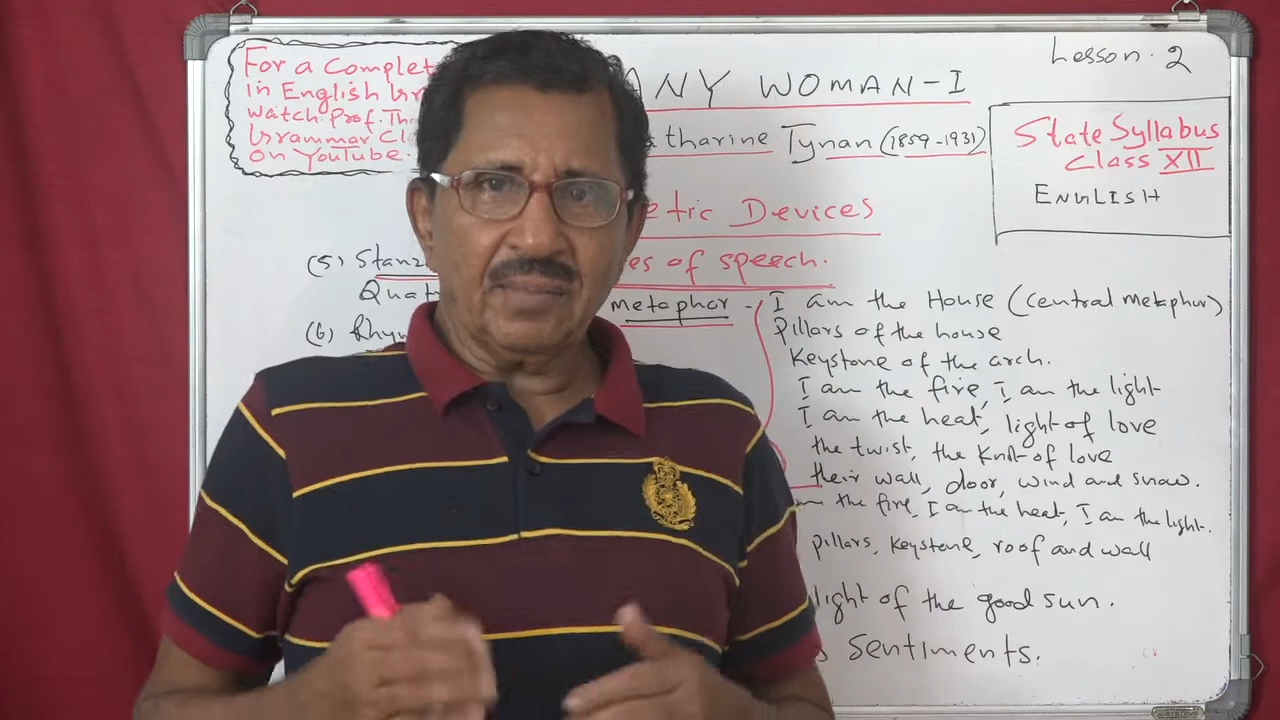 Lesson. 2
For a Complet
in English Gr
Watch Prof. Th
Grammar Cl
on YouTube.
ANY WOMAN-I
tharine Tynan (1859-1931)
State Syllabus
Class XII
ENGLISH
etic Devices
es of speech.
(5) Stanz
Quat
metaphor - I am the House (central metaphor)
(6) Rhy
Pillars of the house
Keystone of the arch.
I am the fire, I am the light
I am the heat, light of love
the twist, the Knot of love
their wall, door, wind and snow.
the fire, I am the heat, I am the light.
pillars, Keystone, roof and wall
light of the good sun.
s sentiments.